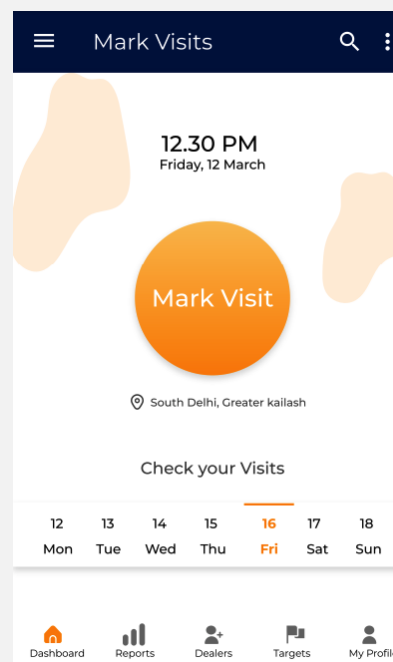 Mark Visits
12.30 PM
Friday, 12 March
Mark Visit
South Delhi, Greater kailash
Check your Visits
12 13 14 15 16 17 18
Mon Tue Wed Thu Fri Sat Sun
Dashboard Reports Dealers Targets My Profile